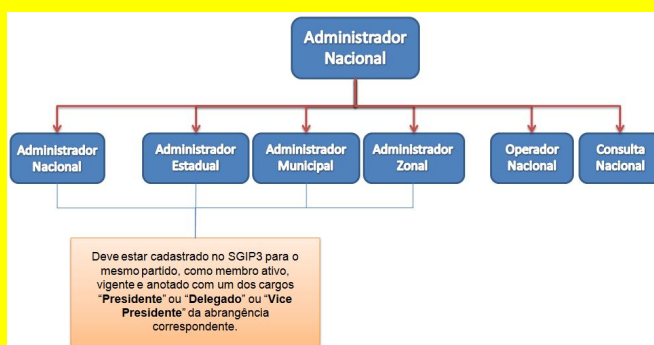 Administrador
Nacional
Administrador
Nacional
Administrador
Estadual
Administrador
Municipal
Administrador
Zonal
Operador
Nacional
Consulta
Nacional
Deve estar cadastrado no SGIP3 para o
mesmo partido, como membro ativo,
vigente e anotado com um dos cargos
“Presidente” ou “Delegado” ou “Vice
Presidente” da abrangência
correspondente.